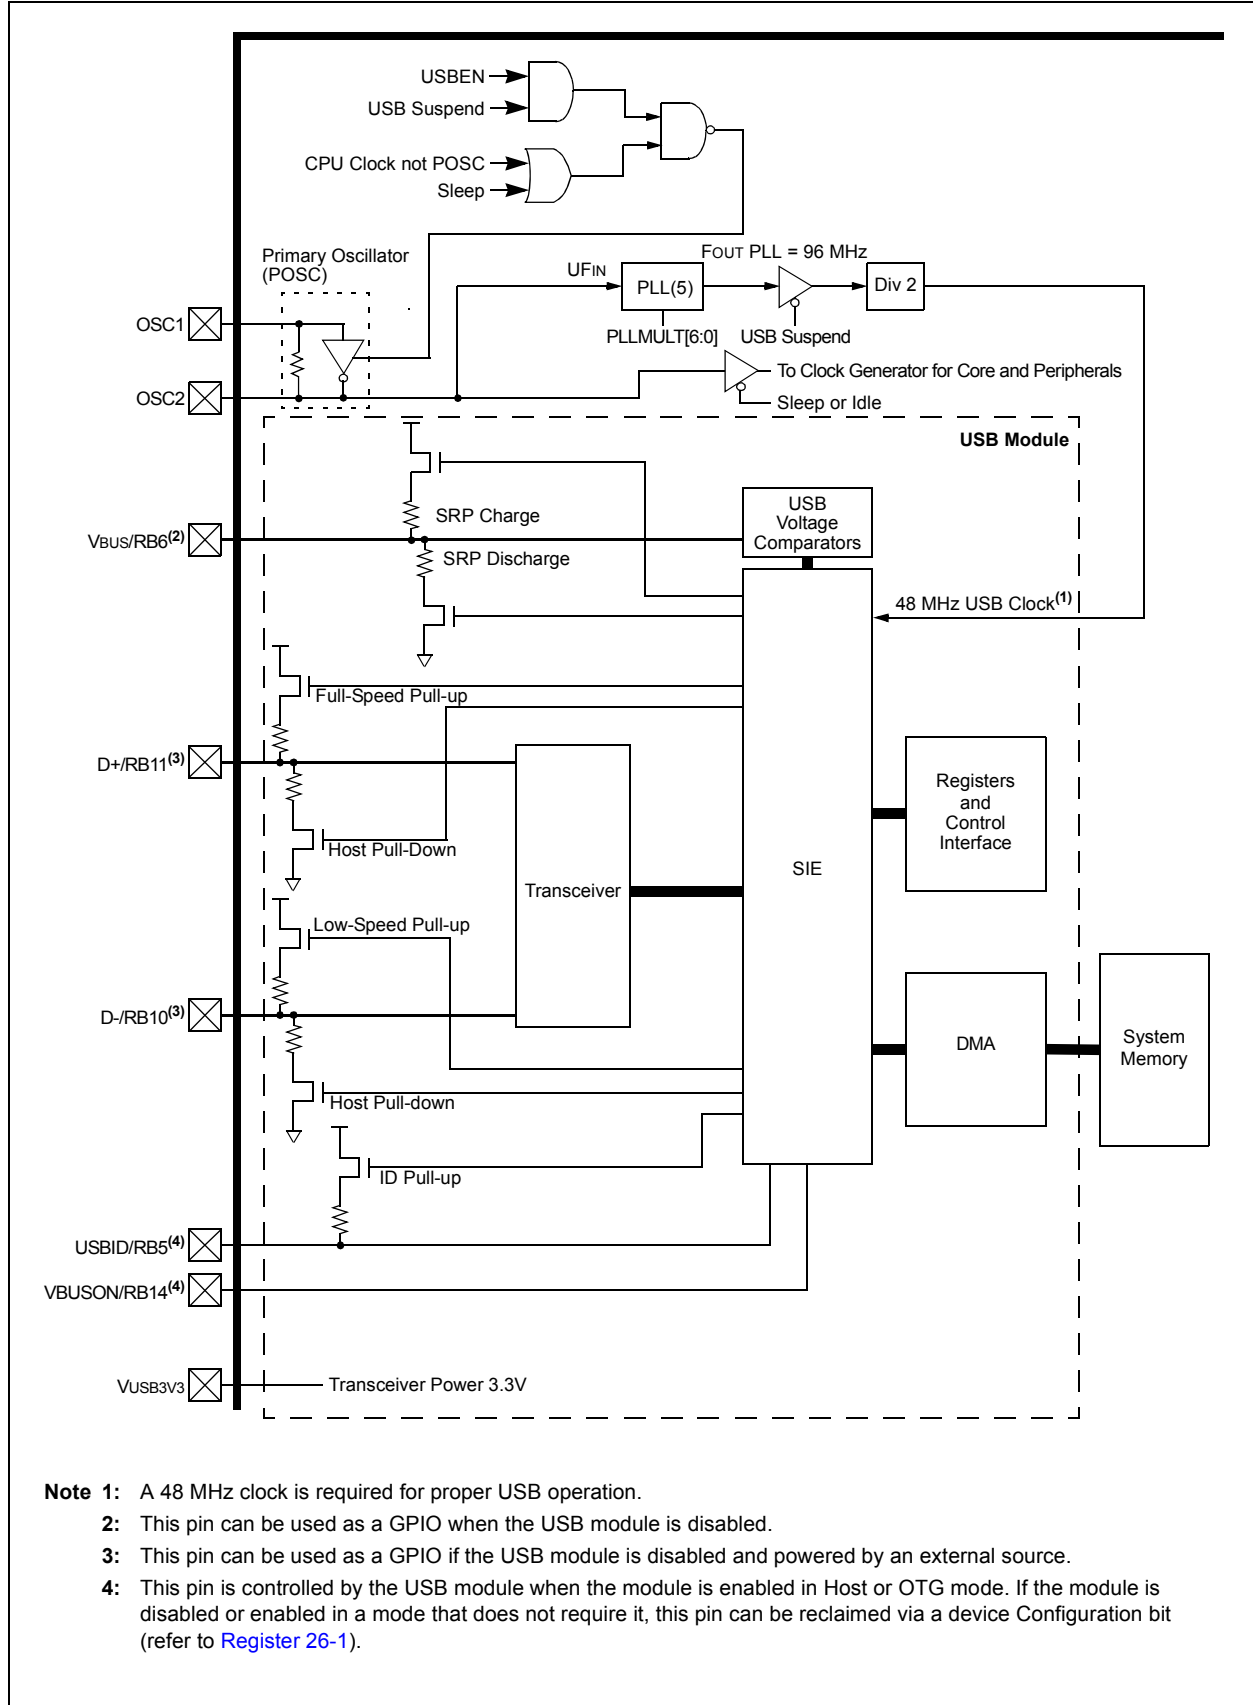 USBEN
USB Suspend
CPU Clock not POSC
Sleep
Primary Oscillator
(POSC)
UFIN
FOUT PLL = 96 MHz
PLL(5)
Div 2
PLLMULT[6:0]
USB Suspend
OSC1
To Clock Generator for Core and Peripherals
OSC2
Sleep or Idle
USB Module
USB
Voltage
Comparators
SRP Charge
VBUS/RB6(2)
SRP Discharge
48 MHz USB Clock(1)
Full-Speed Pull-up
D+/RB11(3)
Registers
and
Control
Interface
Host Pull-Down
SIE
Transceiver
Low-Speed Pull-up
D-/RB10(3)
DMA
System
Memory
Host Pull-down
ID Pull-up
USBID/RB5(4)
VBUSON/RB14(4)
VUSB3V3
Transceiver Power 3.3V
Note 1: A 48 MHz clock is required for proper USB operation.
2: This pin can be used as a GPIO when the USB module is disabled.
3: This pin can be used as a GPIO if the USB module is disabled and powered by an external source.
4: This pin is controlled by the USB module when the module is enabled in Host or OTG mode. If the module is
disabled or enabled in a mode that does not require it, this pin can be reclaimed via a device Configuration bit
(refer to Register 26-1).